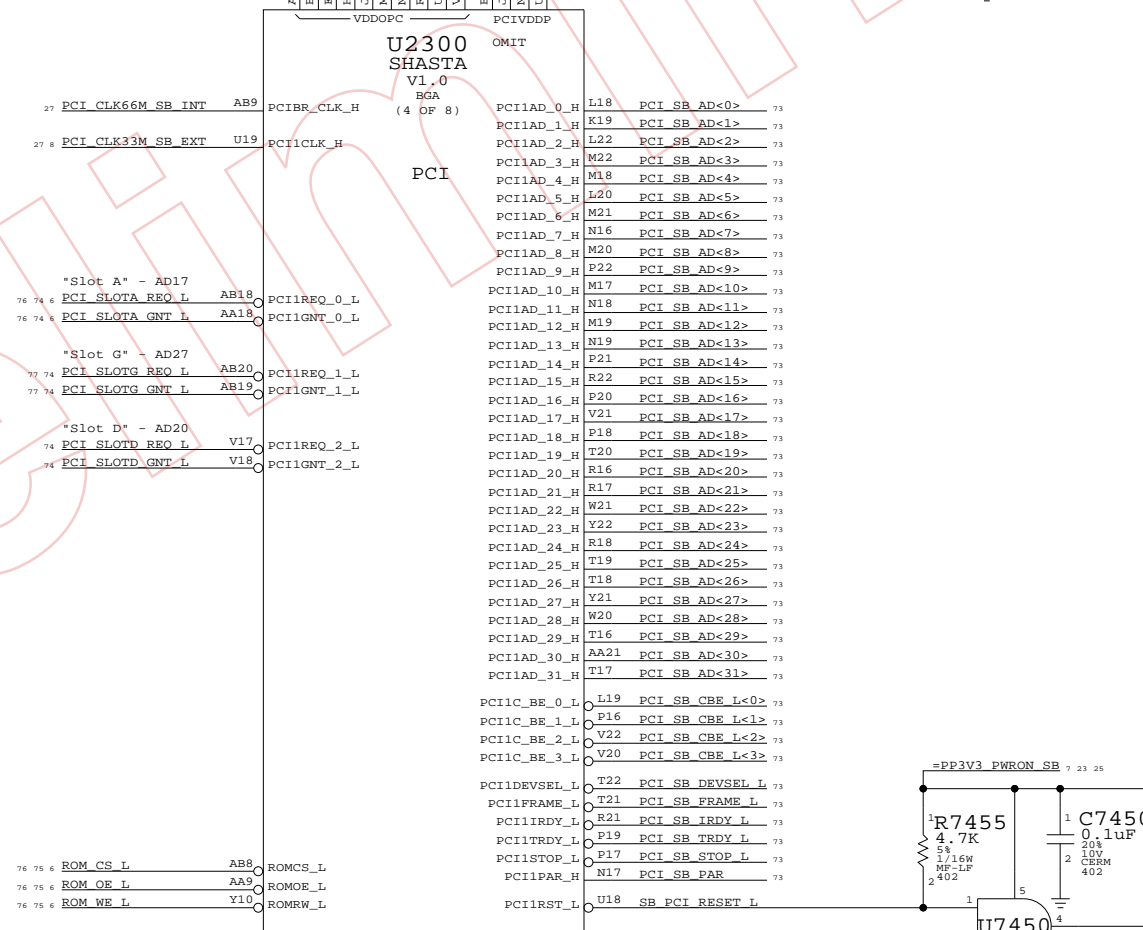 VDDOPC
PCIVDDP
U2300
OMIT
SHASTA
V1.0
BGA
(4 OF 8)
PCI
27 PCI_CLK66M_SB_INT AB9 PCIBR_CLK_H
27 8 PCI_CLK33M_SB_EXT U19 PCI1CLK_H
"Slot A" - AD17
76 74 6 PCI_SLOTA_REQ_L AB18 PCI1REQ_0_L
76 74 6 PCI_SLOTA_GNT_L AA18 PCI1GNT_0_L
"Slot G" - AD27
77 74 PCI_SLOTG_REQ_L AB20 PCI1REQ_1_L
77 74 PCI_SLOTG_GNT_L AB19 PCI1GNT_1_L
"Slot D" - AD20
74 PCI_SLOTD_REQ_L V17 PCI1REQ_2_L
74 PCI_SLOTD_GNT_L V18 PCI1GNT_2_L
76 75 6 ROM_CS_L AB8 ROMCS_L
76 75 6 ROM_OE_L AA9 ROMOE_L
76 75 6 ROM_WE_L Y10 ROMRW_L
PCI1AD_0_H L18 PCI_SB_AD<0> 73
PCI1AD_1_H K19 PCI_SB_AD<1> 73
PCI1AD_2_H L22 PCI_SB_AD<2> 73
PCI1AD_3_H M22 PCI_SB_AD<3> 73
PCI1AD_4_H M18 PCI_SB_AD<4> 73
PCI1AD_5_H L20 PCI_SB_AD<5> 73
PCI1AD_6_H M21 PCI_SB_AD<6> 73
PCI1AD_7_H N16 PCI_SB_AD<7> 73
PCI1AD_8_H M20 PCI_SB_AD<8> 73
PCI1AD_9_H P22 PCI_SB_AD<9> 73
PCI1AD_10_H M17 PCI_SB_AD<10> 73
PCI1AD_11_H N18 PCI_SB_AD<11> 73
PCI1AD_12_H M19 PCI_SB_AD<12> 73
PCI1AD_13_H N19 PCI_SB_AD<13> 73
PCI1AD_14_H P21 PCI_SB_AD<14> 73
PCI1AD_15_H R22 PCI_SB_AD<15> 73
PCI1AD_16_H P20 PCI_SB_AD<16> 73
PCI1AD_17_H V21 PCI_SB_AD<17> 73
PCI1AD_18_H P18 PCI_SB_AD<18> 73
PCI1AD_19_H T20 PCI_SB_AD<19> 73
PCI1AD_20_H R16 PCI_SB_AD<20> 73
PCI1AD_21_H R17 PCI_SB_AD<21> 73
PCI1AD_22_H W21 PCI_SB_AD<22> 73
PCI1AD_23_H Y22 PCI_SB_AD<23> 73
PCI1AD_24_H R18 PCI_SB_AD<24> 73
PCI1AD_25_H T19 PCI_SB_AD<25> 73
PCI1AD_26_H T18 PCI_SB_AD<26> 73
PCI1AD_27_H Y21 PCI_SB_AD<27> 73
PCI1AD_28_H W20 PCI_SB_AD<28> 73
PCI1AD_29_H T16 PCI_SB_AD<29> 73
PCI1AD_30_H AA21 PCI_SB_AD<30> 73
PCI1AD_31_H T17 PCI_SB_AD<31> 73
PCI1C_BE_0_L L19 PCI_SB_CBE_L<0> 73
PCI1C_BE_1_L P16 PCI_SB_CBE_L<1> 73
PCI1C_BE_2_L V22 PCI_SB_CBE_L<2> 73
PCI1C_BE_3_L V20 PCI_SB_CBE_L<3> 73
PCI1DEVSEL_L T22 PCI_SB_DEVSEL_L 73
PCI1FRAME_L T21 PCI_SB_FRAME_L 73
PCI1IRDY_L R21 PCI_SB_IRDY_L 73
PCI1TRDY_L P19 PCI_SB_TRDY_L 73
PCI1STOP_L P17 PCI_SB_STOP_L 73
PCI1PAR_H N17 PCI_SB_PAR 73
PCI1RST_L U18 SB_PCI_RESET_L
=PP3V3_PWRON_SB 7 23 25
1
R7455
4.7K
5%
1/16W
MF-LF
402
2
1
C7450
0.1uF
20%
10V
CERM
402
2
5
1
U7450
4
elim